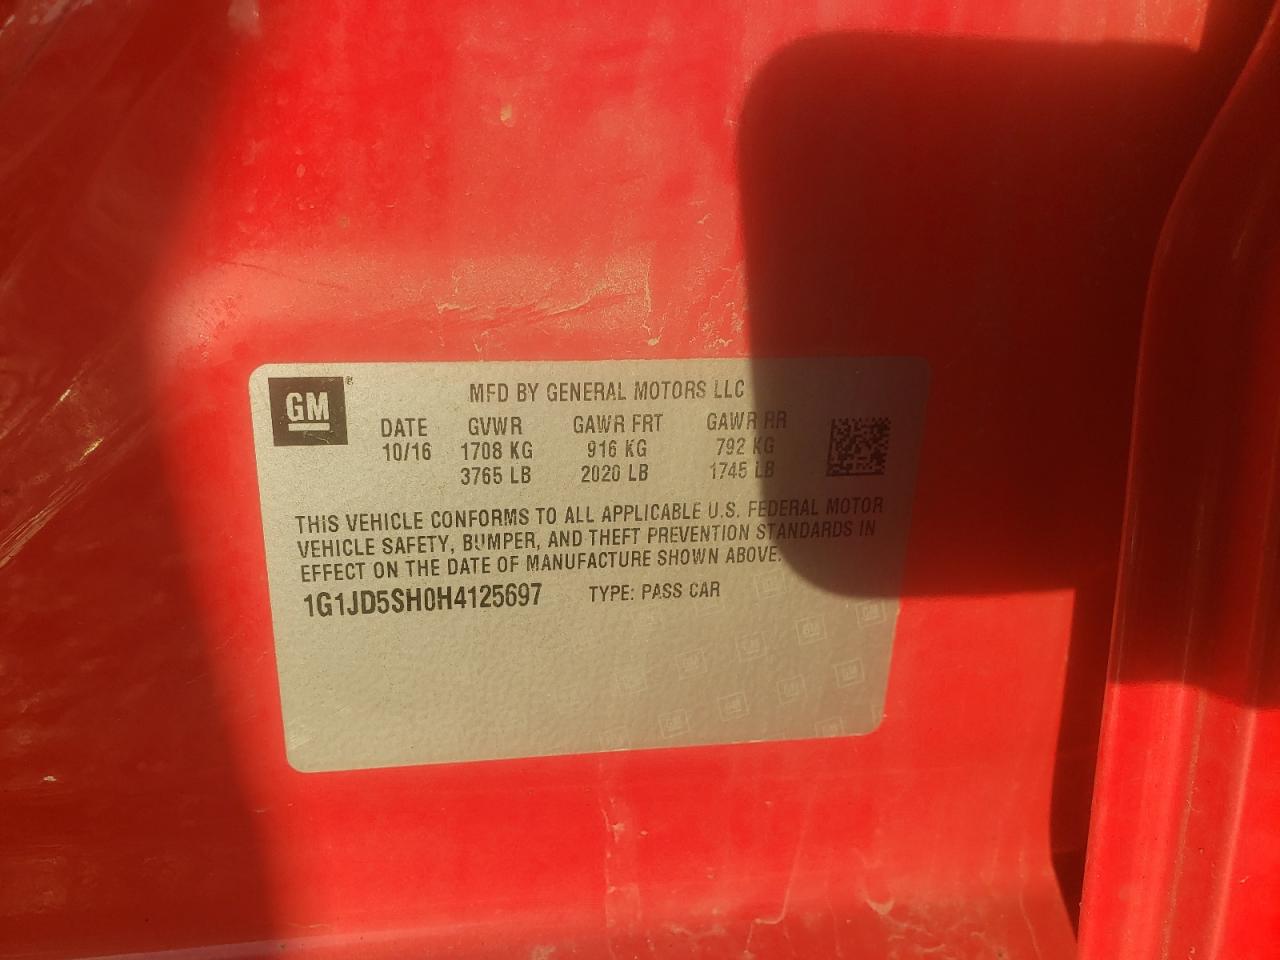 GM
MFD BY GENERAL MOTORS LLC
DATE GVWR GAWR FRT GAWR RR
10/16 1708 KG 916 KG 792 KG
3765 LB 2020 LB 1745 LB
THIS VEHICLE CONFORMS TO ALL APPLICABLE U.S. FEDERAL MOTOR
VEHICLE SAFETY, BUMPER, AND THEFT PREVENTION STANDARDS IN
EFFECT ON THE DATE OF MANUFACTURE SHOWN ABOVE.
1G1JD5SH0H4125697 TYPE: PASS CAR